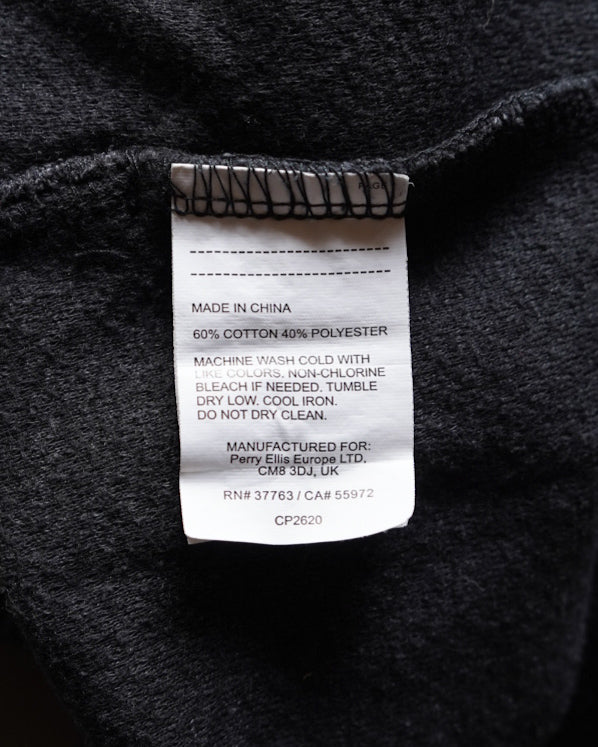 PAGE
MADE IN CHINA
60% COTTON 40% POLYESTER
MACHINE WASH COLD WITH
LIKE COLORS, NON-CHLORINE
BLEACH IF NEEDED. TUMBLE
DRY LOW. COOL IRON.
DO NOT DRY CLEAN.
MANUFACTURED FOR:
Perry Ellis Europe LTD,
CM8 3DJ, UK
RN# 37763 / CA# 55972
CP2620